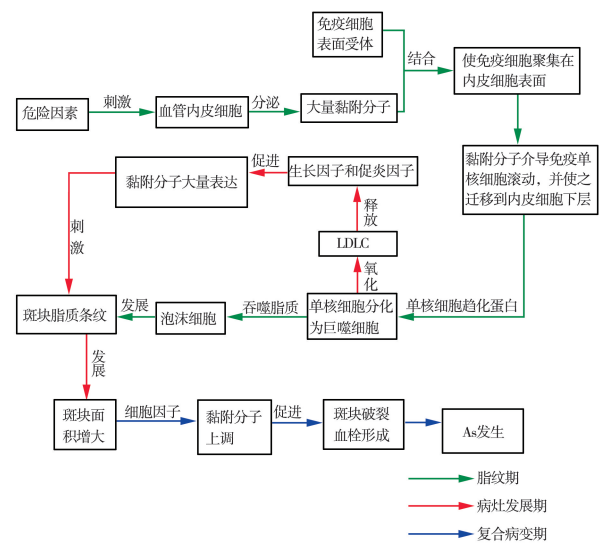 免疫细胞
表面受体
结合
使免疫细胞聚集在
内皮细胞表面
危险因素
刺激
血管内皮细胞
分泌
大量黏附分子
黏附分子介导免疫单
核细胞滚动，并使之
迁移到内皮细胞下层
黏附分子大量表达
促进
生长因子和促炎因子
释
放
LDLC
氧
化
刺
激
斑块脂质条纹
发展
泡沫细胞
吞噬脂质
单核细胞分化
为巨噬细胞
单核细胞趋化蛋白
发
展
斑块面
积增大
细胞因子
黏附分子
上调
促进
斑块破裂
血栓形成
As发生
脂纹期
病灶发展期
复合病变期